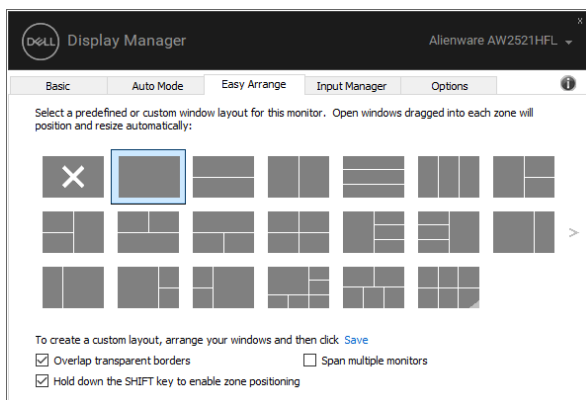 DELL Display Manager
Alienware AW2521HFL
Basic
Auto Mode
Easy Arrange
Input Manager
Options
Select a predefined or custom window layout for this monitor. Open windows dragged into each zone will
position and resize automatically:
To create a custom layout, arrange your windows and then click Save
Overlap transparent borders
Span multiple monitors
Hold down the SHIFT key to enable zone positioning